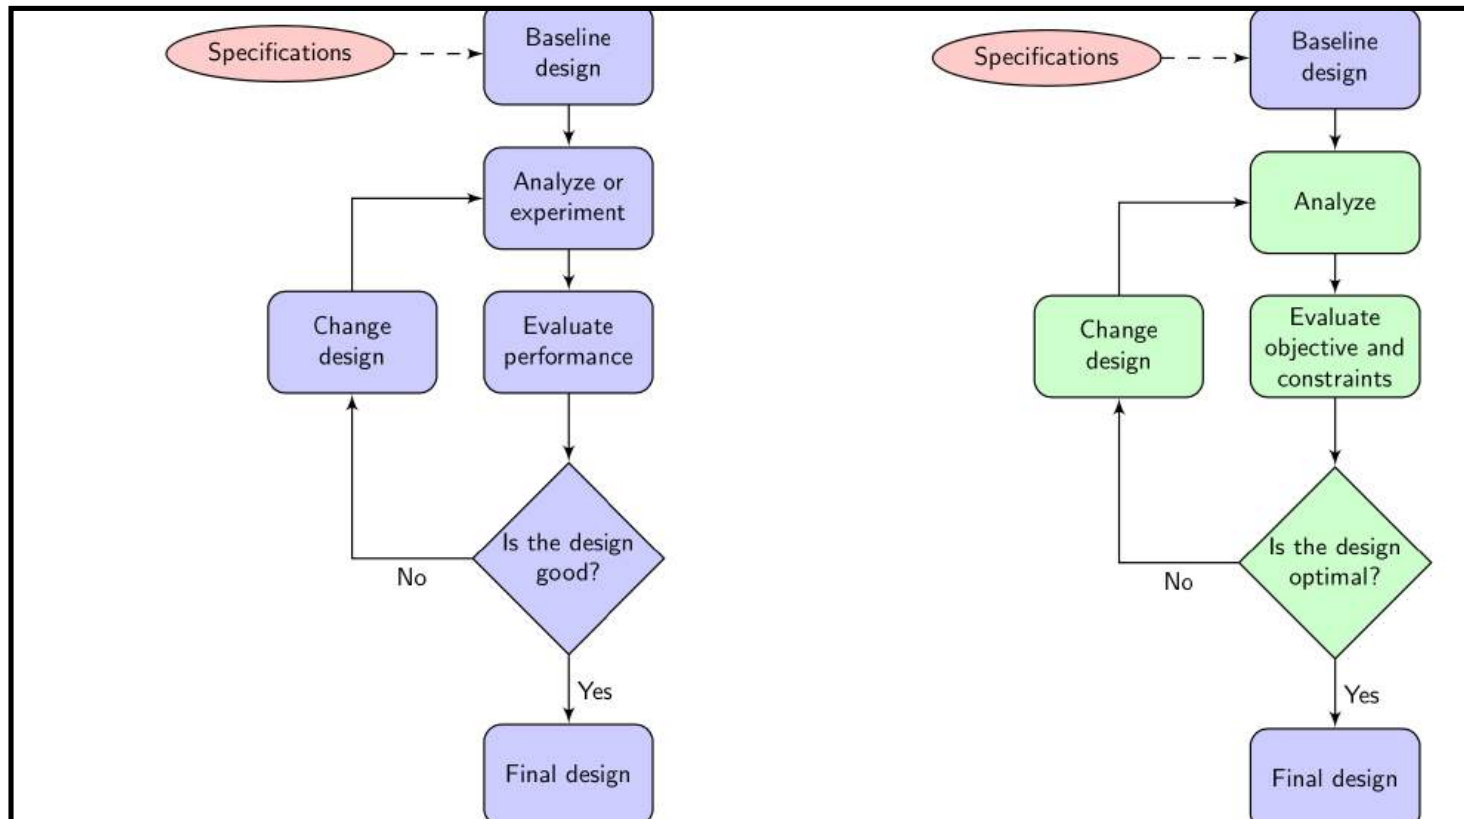 Specifications
Baseline
design
Analyze or
experiment
Change
design
Evaluate
performance
Is the design
good?
No
Yes
Final design
Specifications
Baseline
design
Analyze
Change
design
Evaluate
objective and
constraints
Is the design
optimal?
No
Yes
Final design